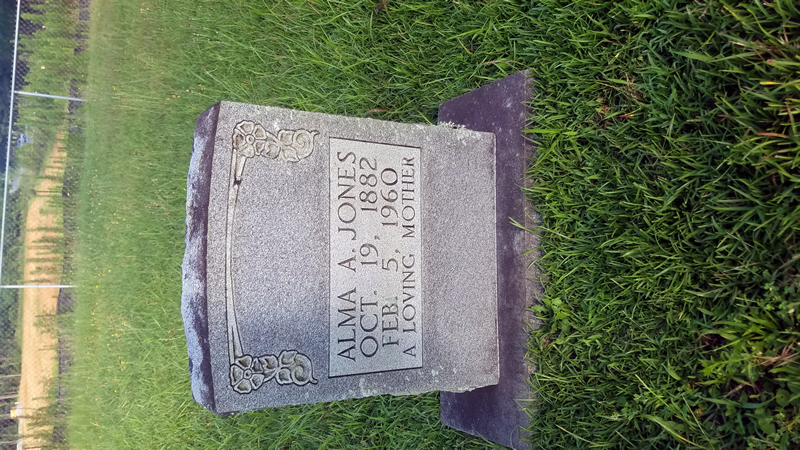 ALMA A. JONES
OCT. 19, 1882
FEB. 5, 1960
A LOVING MOTHER